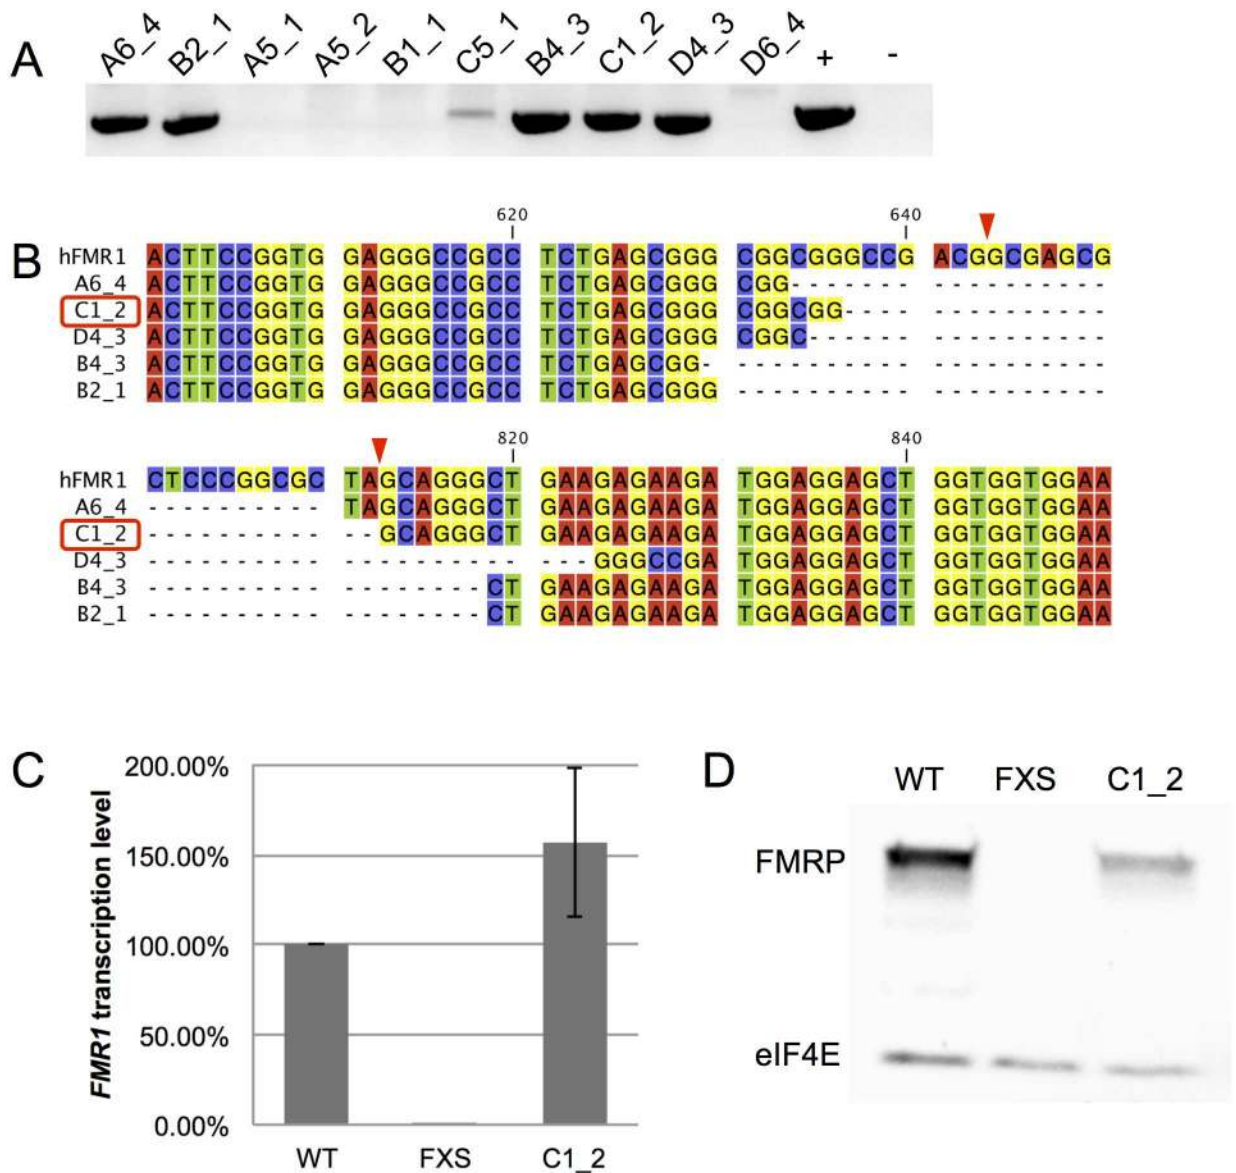 A
A6_4 B2_1 A5_1 A5_2 B1_1 C5_1 B4_3 C1_2 D4_3 D6_4 + -
B
620 640
hFMR1 ACTTCCGGTG GAGGGCCGCC TCTGAGCGGG CGGCGGGCCG ACGGCGAGCG
A6_4 ACTTCCGGTG GAGGGCCGCC TCTGAGCGGG CGG------- ----------
C1_2 ACTTCCGGTG GAGGGCCGCC TCTGAGCGGG CGGCGG---- ----------
D4_3 ACTTCCGGTG GAGGGCCGCC TCTGAGCGGG CGGC------ ----------
B4_3 ACTTCCGGTG GAGGGCCGCC TCTGAGCGG- ---------- ----------
B2_1 ACTTCCGGTG GAGGGCCGCC TCTGAGCGGG ---------- ----------
820 840
hFMR1 CTCCCGGCGC TAGCAGGGCT GAAGAGAAGA TGGAGGAGCT GGTGGTGGAA
A6_4 ---------- TAGCAGGGCT GAAGAGAAGA TGGAGGAGCT GGTGGTGGAA
C1_2 ---------- --GCAGGGCT GAAGAGAAGA TGGAGGAGCT GGTGGTGGAA
D4_3 ---------- ---------- ---GGGCCGA TGGAGGAGCT GGTGGTGGAA
B4_3 ---------- --------CT GAAGAGAAGA TGGAGGAGCT GGTGGTGGAA
B2_1 ---------- --------CT GAAGAGAAGA TGGAGGAGCT GGTGGTGGAA
C
FMR1 transcription level
200.00%
150.00%
100.00%
50.00%
0.00%
WT FXS C1_2
D
WT FXS C1_2
FMRP
eIF4E